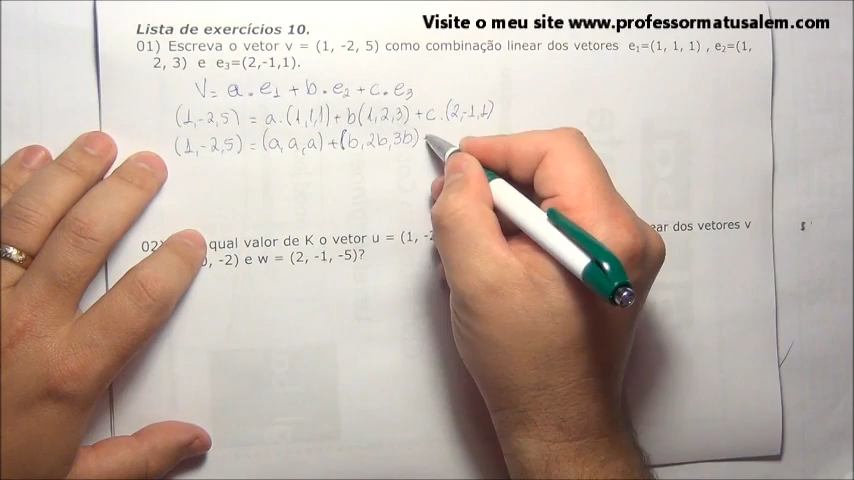 Visite o meu site www.professormatusalem.com
Lista de exercícios 10.
01) Escreva o vetor v = (1, -2, 5) como combinação linear dos vetores e₁=(1, 1, 1) , e₂=(1,
2, 3) e e₃=(2,-1,1).
V = a · e₁ + b · e₂ + c · e₃
(1,-2,5) = a·(1,1,1) + b(1,2,3) + c·(2,-1,1)
(1,-2,5) = (a, a, a) + (b, 2b, 3b)
02) qual valor de K o vetor u = (1, -2 ear dos vetores v
0, -2) e w = (2, -1, -5)?